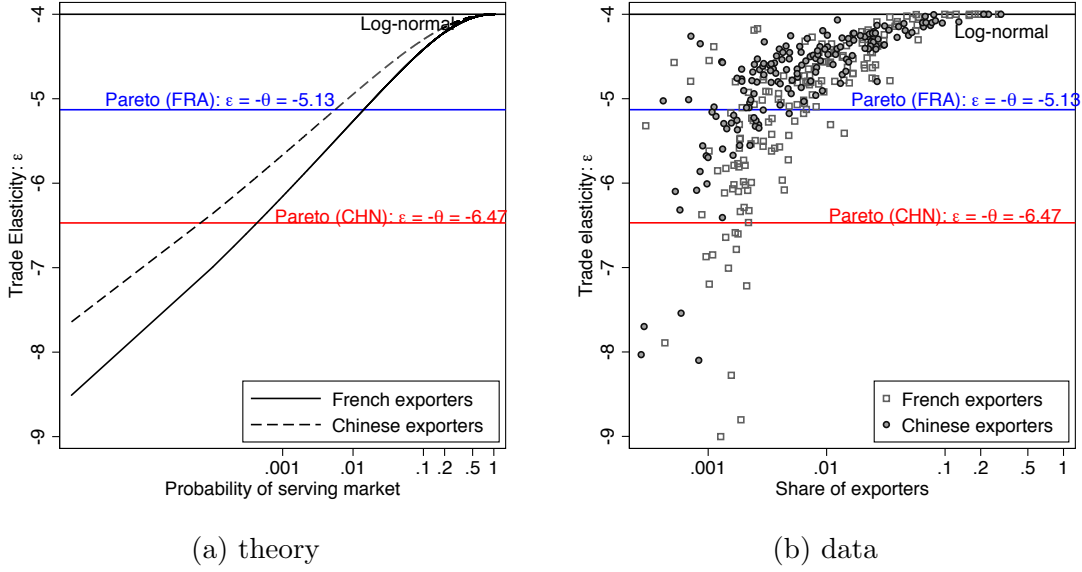 -4
-5
-6
-7
-8
-9
Trade Elasticity: ε
Log-normal
Pareto (FRA): ε = -θ = -5.13
Pareto (CHN): ε = -θ = -6.47
French exporters
Chinese exporters
.001 .01 .1 .2 .5 1
Probability of serving market
(a) theory
-4
-5
-6
-7
-8
-9
Trade elasticity: ε
Log-normal
Pareto (FRA): ε = -θ = -5.13
Pareto (CHN): ε = -θ = -6.47
French exporters
Chinese exporters
.001 .01 .1 .2 .5 1
Share of exporters
(b) data